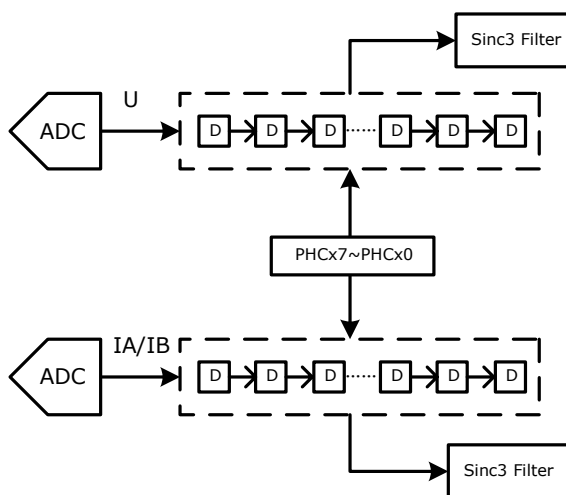 Sinc3 Filter
U
ADC
D D D D D D
PHCx7~PHCx0
IA/IB
ADC
D D D D D D
Sinc3 Filter